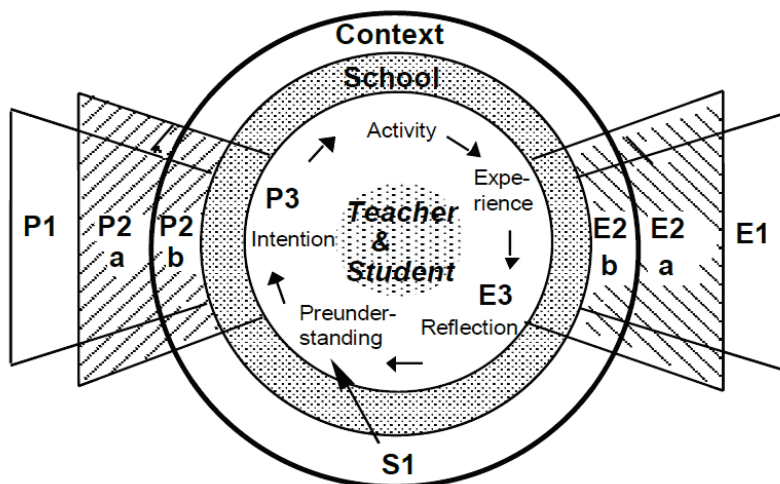 Context
School
Activity
Expe-
rience
P3
Teacher
&
Student
Intention
P1
P2
a
P2
b
E2
b
E2
a
E1
E3
Preunder-
standing
Reflection
S1